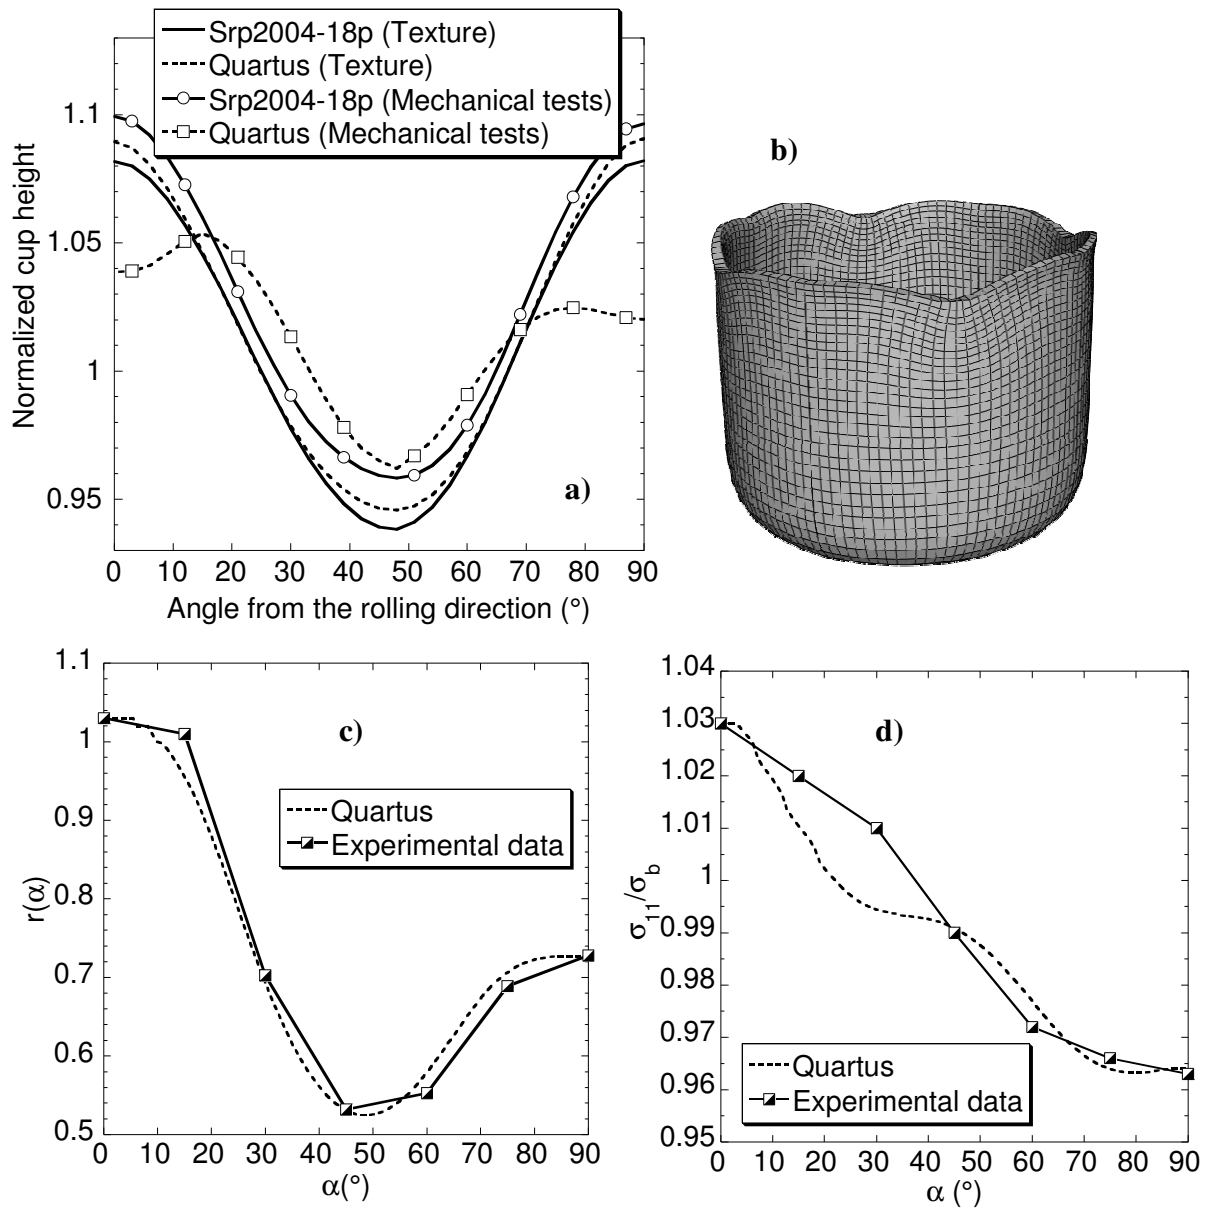 Srp2004-18p (Texture)
Quartus (Texture)
Srp2004-18p (Mechanical tests)
Quartus (Mechanical tests)
Normalized cup height
1.1
1.05
1
0.95
a)
0 10 20 30 40 50 60 70 80 90
Angle from the rolling direction (°)
b)
1.1
1
0.9
0.8
0.7
0.6
0.5
r(α)
c)
Quartus
Experimental data
0 10 20 30 40 50 60 70 80 90
α(°)
1.04
1.03
1.02
1.01
1
0.99
0.98
0.97
0.96
0.95
σ11/σb
d)
Quartus
Experimental data
0 10 20 30 40 50 60 70 80 90
α (°)